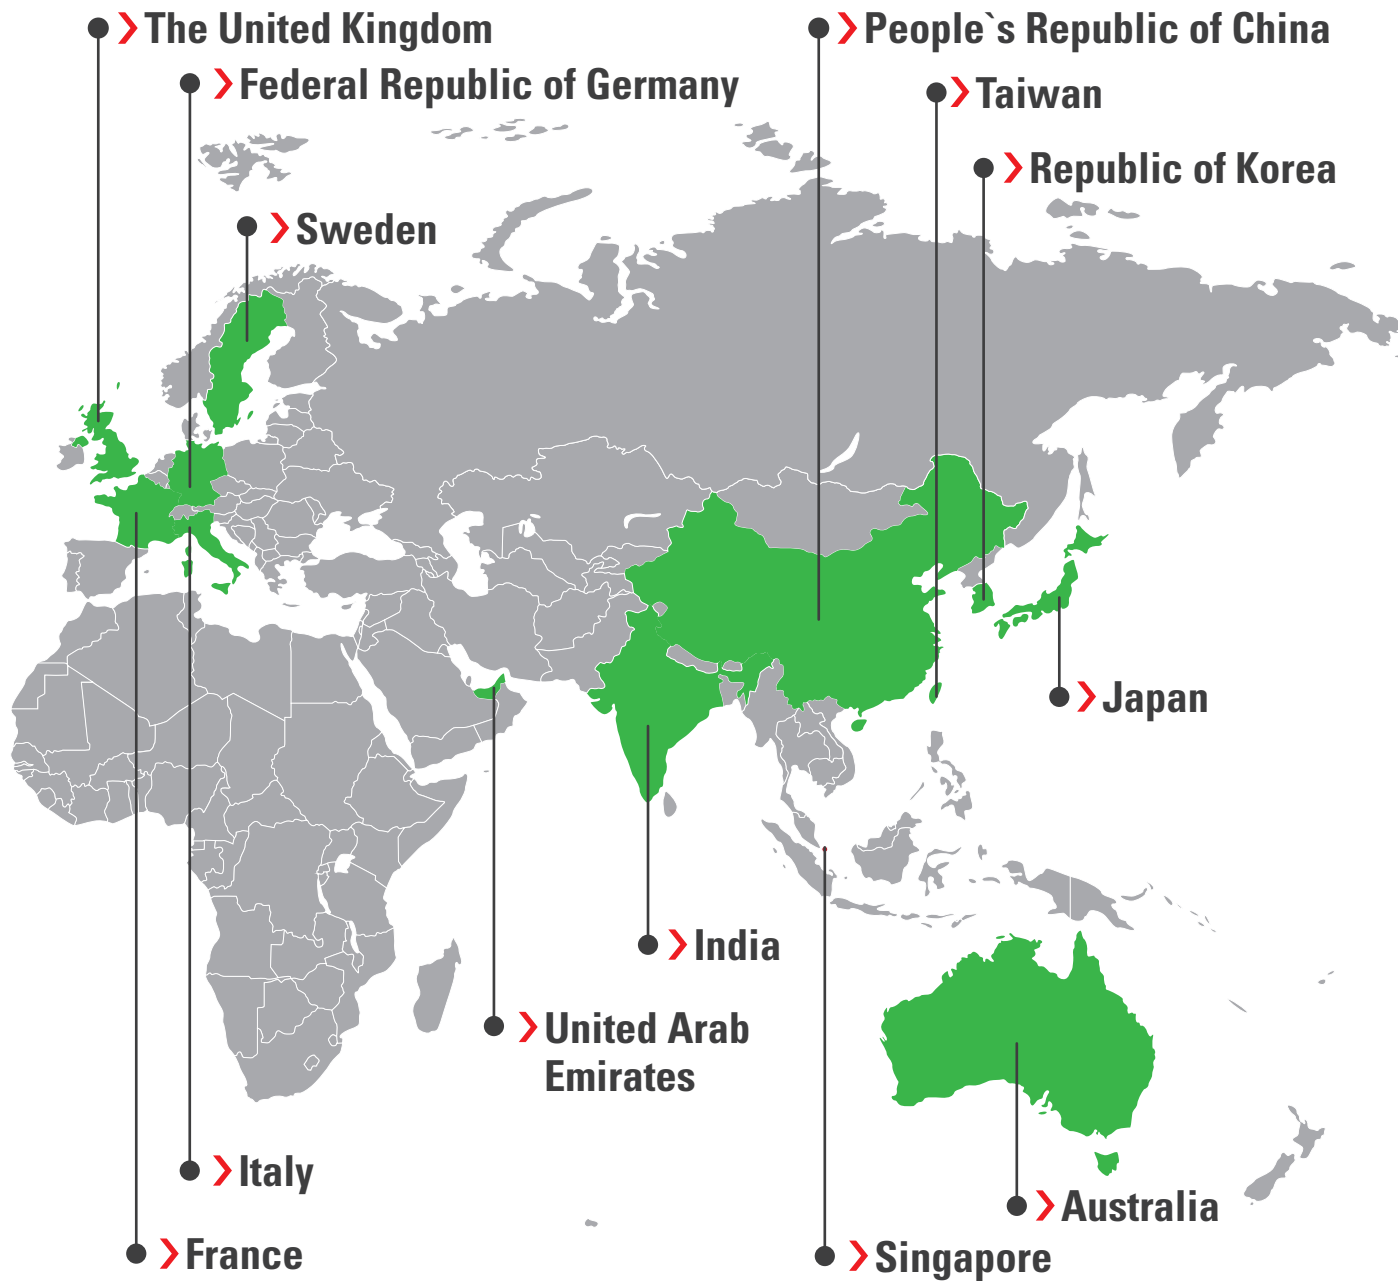 The United Kingdom
People`s Republic of China
Federal Republic of Germany
Taiwan
Republic of Korea
Sweden
Japan
India
United Arab
Emirates
Italy
Australia
France
Singapore